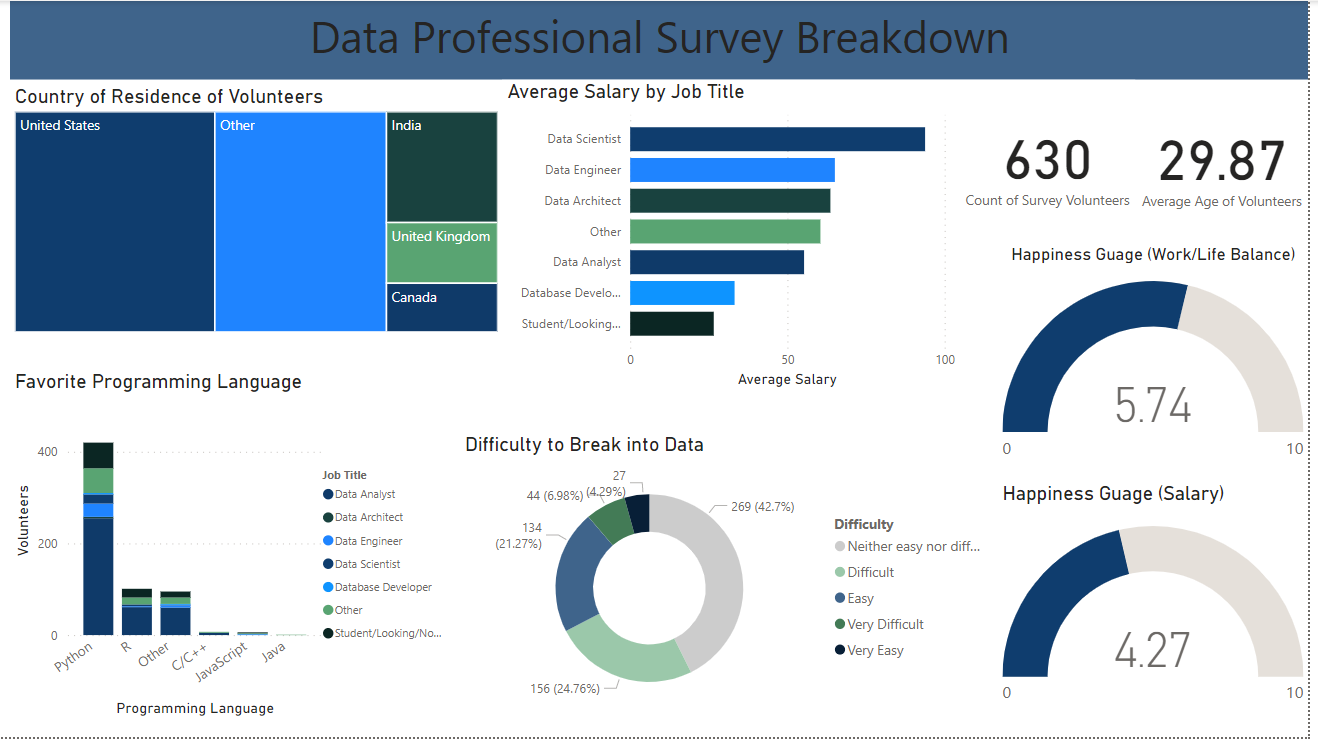 Data Professional Survey Breakdown
Country of Residence of Volunteers
United States
Other
India
United Kingdom
Canada
Average Salary by Job Title
Data Scientist
Data Engineer
Data Architect
Other
Data Analyst
Database Develo...
Student/Looking...
0
50
100
Average Salary
630
Count of Survey Volunteers
29.87
Average Age of Volunteers
Happiness Guage (Work/Life Balance)
5.74
0
10
Favorite Programming Language
Volunteers
400
200
0
Python
R
Other
C/C++
JavaScript
Java
Programming Language
Job Title
Data Analyst
Data Architect
Data Engineer
Data Scientist
Database Developer
Other
Student/Looking/No...
Difficulty to Break into Data
27
(4.29%)
44 (6.98%)
134
(21.27%)
269 (42.7%)
156 (24.76%)
Difficulty
Neither easy nor diff...
Difficult
Easy
Very Difficult
Very Easy
Happiness Guage (Salary)
4.27
0
10